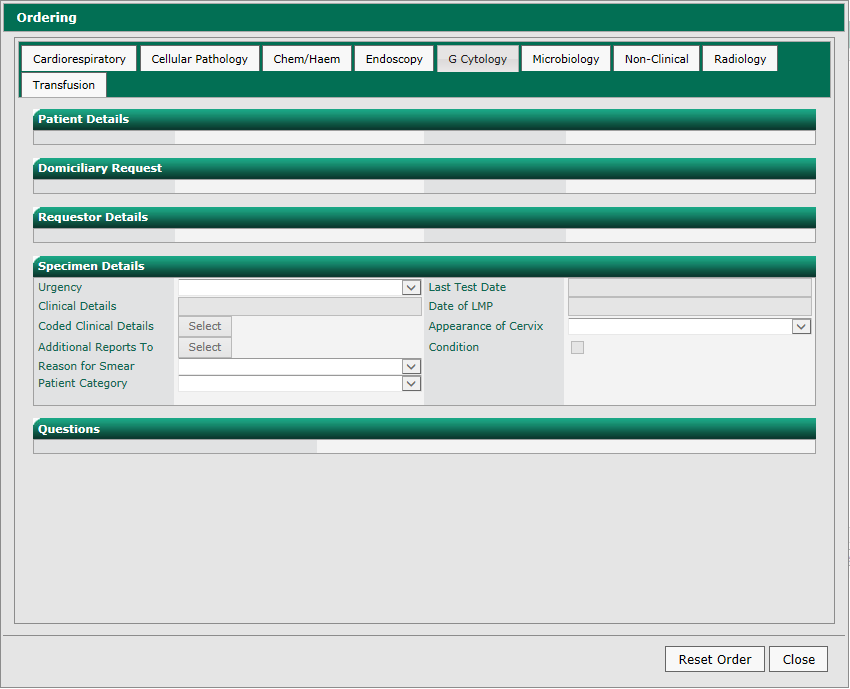 Ordering
Cardiorespiratory Cellular Pathology Chem/Haem Endoscopy G Cytology Microbiology Non-Clinical Radiology
Transfusion
Patient Details
Domiciliary Request
Requestor Details
Specimen Details
Urgency Last Test Date
Clinical Details Date of LMP
Coded Clinical Details Select Appearance of Cervix
Additional Reports To Select Condition
Reason for Smear
Patient Category
Questions
Reset Order Close